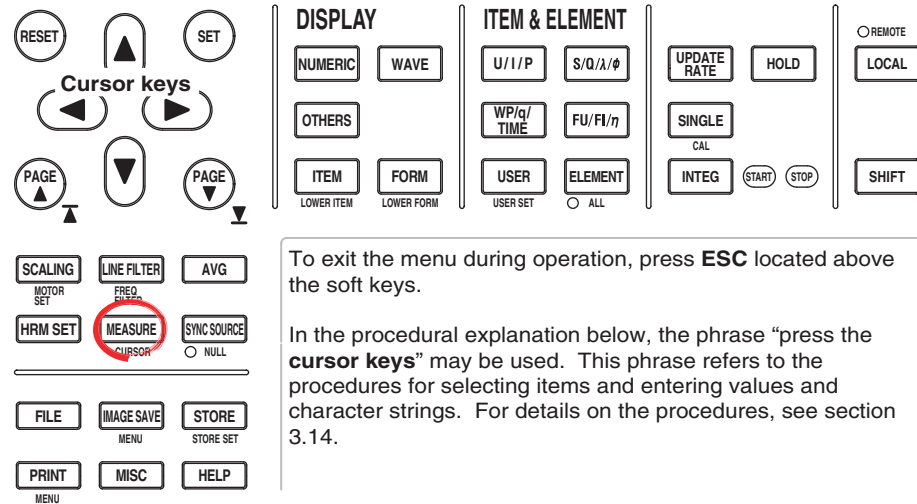 RESET
SET
Cursor keys
PAGE
PAGE
DISPLAY
NUMERIC WAVE
OTHERS
ITEM FORM
LOWER ITEM LOWER FORM
ITEM & ELEMENT
U / I / P S/Q/λ/ϕ
WP/q/
TIME
FU/FI/η
USER ELEMENT
USER SET ALL
UPDATE
RATE
HOLD
SINGLE
CAL
INTEG START STOP
REMOTE
LOCAL
SHIFT
SCALING LINE FILTER AVG
MOTOR
SET
FREQ
FILTER
HRM SET MEASURE SYNC SOURCE
CURSOR NULL
FILE IMAGE SAVE STORE
MENU STORE SET
PRINT MISC HELP
MENU
To exit the menu during operation, press ESC located above
the soft keys.
In the procedural explanation below, the phrase “press the
cursor keys” may be used. This phrase refers to the
procedures for selecting items and entering values and
character strings. For details on the procedures, see section
3.14.